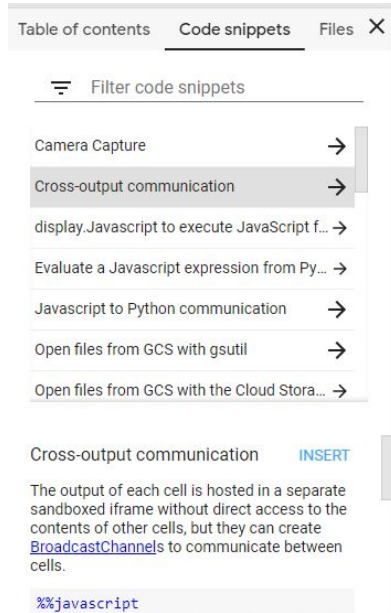 Table of contents Code snippets Files
Filter code snippets
Camera Capture
Cross-output communication
display.Javascript to execute JavaScript f...
Evaluate a Javascript expression from Py...
Javascript to Python communication
Open files from GCS with gsutil
Open files from GCS with the Cloud Stora...
Cross-output communication INSERT
The output of each cell is hosted in a separate
sandboxed iframe without direct access to the
contents of other cells, but they can create
BroadcastChannels to communicate between
cells.
%%javascript